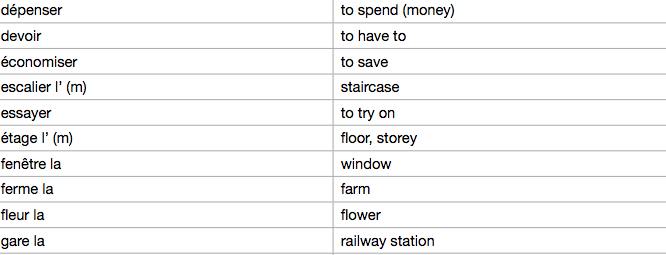 dépenser to spend (money)
devoir to have to
économiser to save
escalier l’ (m) staircase
essayer to try on
étage l’ (m) floor, storey
fenêtre la window
ferme la farm
fleur la flower
gare la railway station